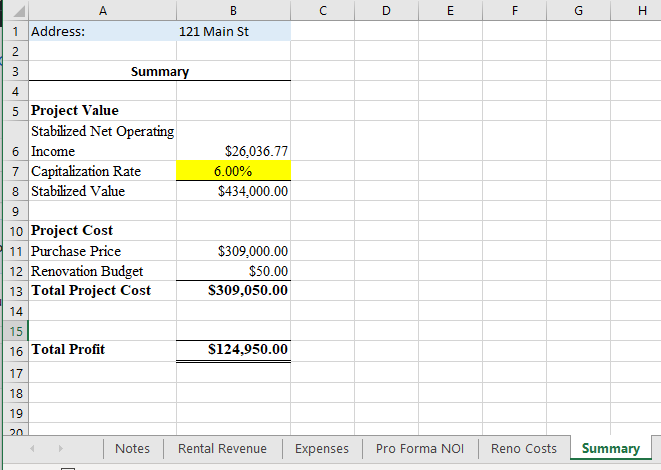 A B C D E F G H
1 Address: 121 Main St
2
3 Summary
4
5 Project Value
Stabilized Net Operating
6 Income $26,036.77
7 Capitalization Rate 6.00%
8 Stabilized Value $434,000.00
9
10 Project Cost
11 Purchase Price $309,000.00
12 Renovation Budget $50.00
13 Total Project Cost $309,050.00
14
15
16 Total Profit $124,950.00
17
18
19
20
Notes Rental Revenue Expenses Pro Forma NOI Reno Costs Summary